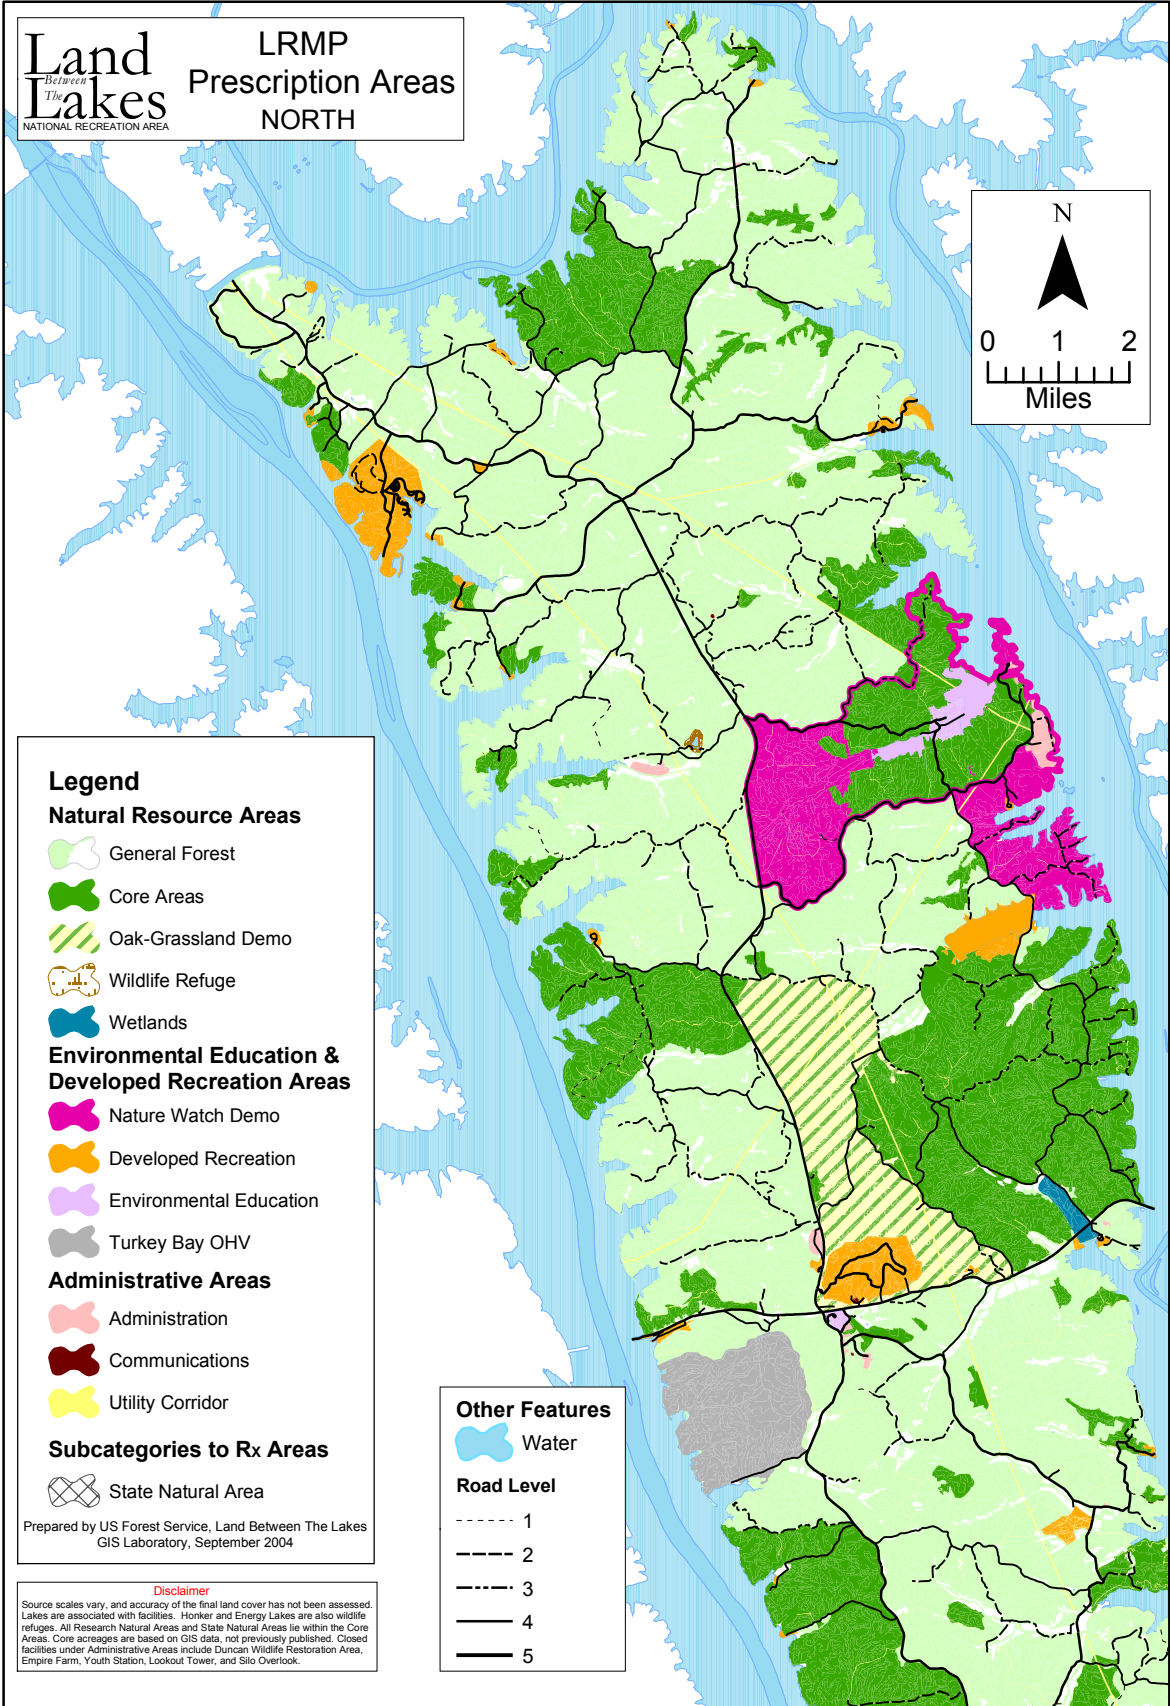 Land
Between
The
Lakes
NATIONAL RECREATION AREA
LRMP
Prescription Areas
NORTH
N
0 1 2
Miles
Legend
Natural Resource Areas
General Forest
Core Areas
Oak-Grassland Demo
Wildlife Refuge
Wetlands
Environmental Education &
Developed Recreation Areas
Nature Watch Demo
Developed Recreation
Environmental Education
Turkey Bay OHV
Administrative Areas
Administration
Communications
Utility Corridor
Subcategories to Rx Areas
State Natural Area
Prepared by US Forest Service, Land Between The Lakes
GIS Laboratory, September 2004
Disclaimer
Source scales vary, and accuracy of the final land cover has not been assessed.
Lakes are associated with facilities. Honker and Energy Lakes are also wildlife
refuges. All Research Natural Areas and State Natural Areas lie within the Core
Areas. Core acreages are based on GIS data, not previously published. Closed
facilities under Administrative Areas include Duncan Wildlife Restoration Area,
Empire Farm, Youth Station, Lookout Tower, and Silo Overlook.
Other Features
Water
Road Level
1
2
3
4
5